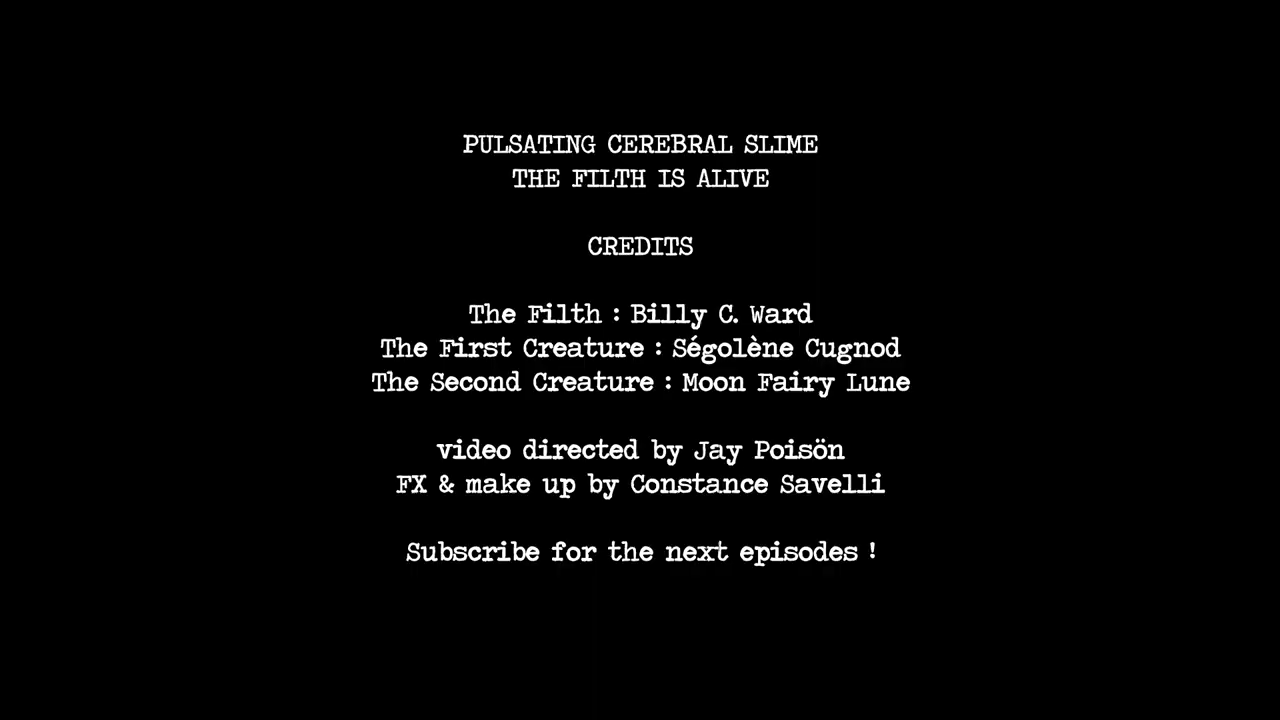 PULSATING CEREBRAL SLIME
THE FILTH IS ALIVE
CREDITS
The Filth : Billy C. Ward
The First Creature : Ségolène Cugnod
The Second Creature : Moon Fairy Lune
video directed by Jay Poisön
FX & make up by Constance Savelli
Subscribe for the next episodes !